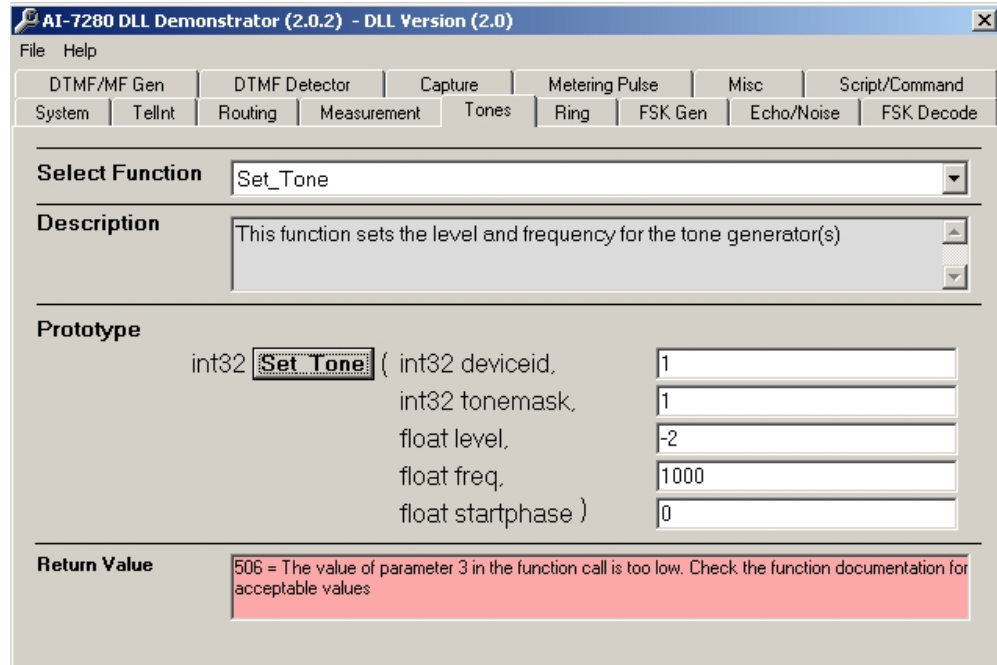 AI-7280 DLL Demonstrator (2.0.2) - DLL Version (2.0)
File Help
DTMF/MF Gen DTMF Detector Capture Metering Pulse Misc Script/Command
System TelInt Routing Measurement Tones Ring FSK Gen Echo/Noise FSK Decode
Select Function Set_Tone
Description This function sets the level and frequency for the tone generator(s)
Prototype
int32 Set_Tone ( int32 deviceid, 1
int32 tonemask, 1
float level, -2
float freq, 1000
float startphase ) 0
Return Value 506 = The value of parameter 3 in the function call is too low. Check the function documentation for
acceptable values